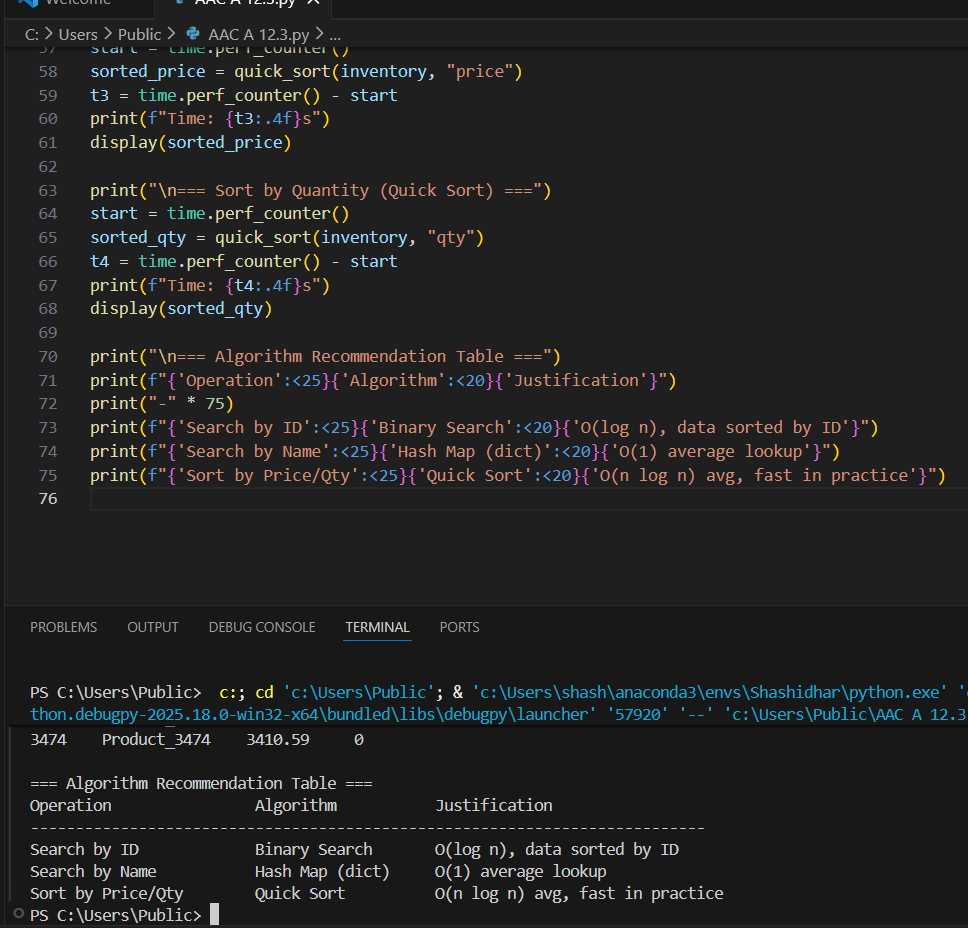 Welcome
AAC A 12.3.py
C: > Users > Public > AAC A 12.3.py > ...
57 start = time.perf_counter()
58 sorted_price = quick_sort(inventory, "price")
59 t3 = time.perf_counter() - start
60 print(f"Time: {t3:.4f}s")
61 display(sorted_price)
62
63 print("\n=== Sort by Quantity (Quick Sort) ===")
64 start = time.perf_counter()
65 sorted_qty = quick_sort(inventory, "qty")
66 t4 = time.perf_counter() - start
67 print(f"Time: {t4:.4f}s")
68 display(sorted_qty)
69
70 print("\n=== Algorithm Recommendation Table ===")
71 print(f"{'Operation':<25}{'Algorithm':<20}{'Justification'}")
72 print("-" * 75)
73 print(f"{'Search by ID':<25}{'Binary Search':<20}{'O(log n), data sorted by ID'}")
74 print(f"{'Search by Name':<25}{'Hash Map (dict)':<20}{'O(1) average lookup'}")
75 print(f"{'Sort by Price/Qty':<25}{'Quick Sort':<20}{'O(n log n) avg, fast in practice'}")
76
PROBLEMS OUTPUT DEBUG CONSOLE TERMINAL PORTS
PS C:\Users\Public>  c:; cd 'c:\Users\Public'; & 'c:\Users\shash\anaconda3\envs\Shashidhar\python.exe' '
thon.debugpy-2025.18.0-win32-x64\bundled\libs\debugpy\launcher' '57920' '--' 'c:\Users\Public\AAC A 12.3
3474 Product_3474 3410.59 0
=== Algorithm Recommendation Table ===
Operation Algorithm Justification
---------------------------------------------------------------------------
Search by ID Binary Search O(log n), data sorted by ID
Search by Name Hash Map (dict) O(1) average lookup
Sort by Price/Qty Quick Sort O(n log n) avg, fast in practice
PS C:\Users\Public>